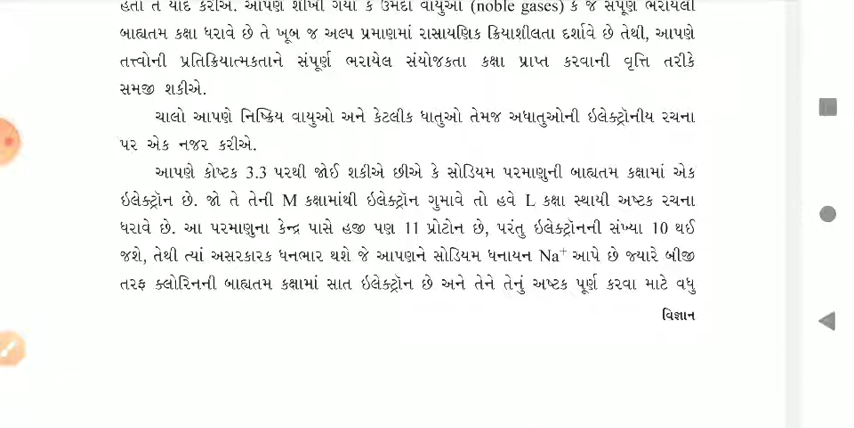 હતા તે યાદ કરીએ. આપણે શીખી ગયા કે ઉમદા વાયુઓ (noble gases) કે જે સંપૂર્ણ ભરાયેલી
બાહ્યતમ કક્ષા ધરાવે છે તે ખૂબ જ અલ્પ પ્રમાણમાં રાસાયણિક ક્રિયાશીલતા દર્શાવે છે તેથી, આપણે
તત્ત્વોની પ્રતિક્રિયાત્મકતાને સંપૂર્ણ ભરાયેલ સંયોજકતા કક્ષા પ્રાપ્ત કરવાની વૃત્તિ તરીકે
સમજી શકીએ.
ચાલો આપણે નિષ્ક્રિય વાયુઓ અને કેટલીક ધાતુઓ તેમજ અધાતુઓની ઇલેક્ટ્રૉનીય રચના
પર એક નજર કરીએ.
આપણે કોષ્ટક 3.3 પરથી જોઈ શકીએ છીએ કે સોડિયમ પરમાણુની બાહ્યતમ કક્ષામાં એક
ઇલેક્ટ્રૉન છે. જો તે તેની M કક્ષામાંથી ઇલેક્ટ્રૉન ગુમાવે તો હવે L કક્ષા સ્થાયી અષ્ટક રચના
ધરાવે છે. આ પરમાણુના કેન્દ્ર પાસે હજી પણ 11 પ્રોટોન છે, પરંતુ ઇલેક્ટ્રૉનની સંખ્યા 10 થઈ
જશે, તેથી ત્યાં અસરકારક ધનભાર થશે જે આપણને સોડિયમ ધનાયન Na⁺ આપે છે જ્યારે બીજી
તરફ ક્લોરિનની બાહ્યતમ કક્ષામાં સાત ઇલેક્ટ્રૉન છે અને તેને તેનું અષ્ટક પૂર્ણ કરવા માટે વધુ
વિજ્ઞાન